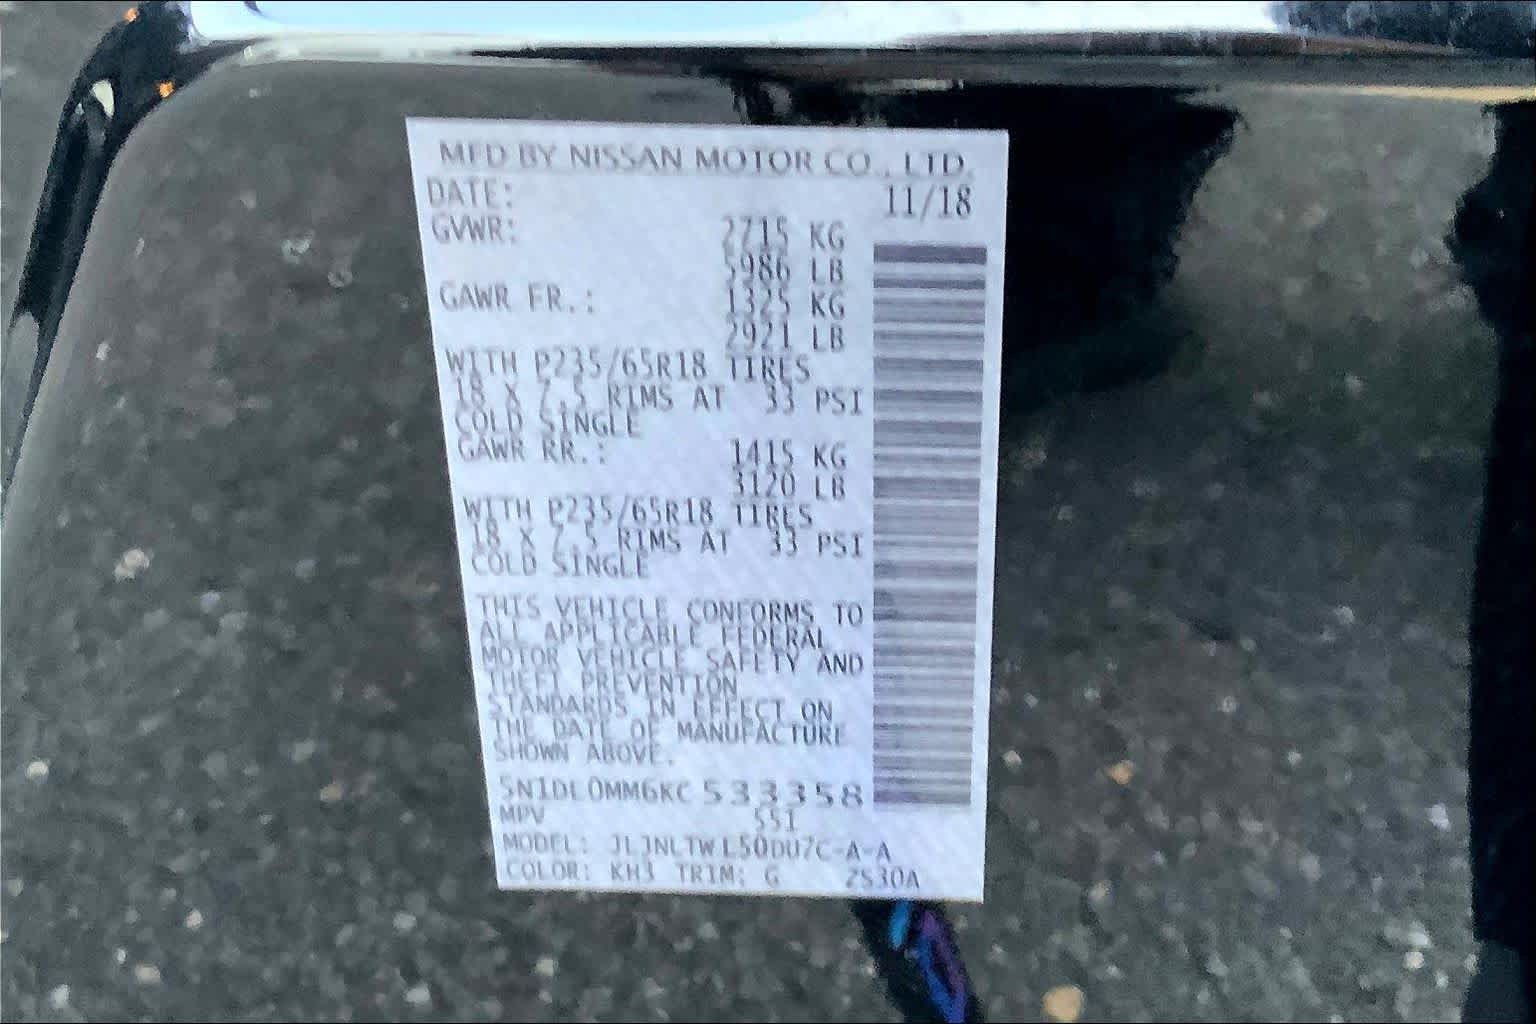 MFD BY NISSAN MOTOR CO., LTD.
DATE: 11/18
GVWR: 2715 KG
5986 LB
GAWR FR.: 1325 KG
2921 LB
WITH P235/65R18 TIRES
18 X 7.5 RIMS AT 33 PSI
COLD SINGLE
GAWR RR.: 1415 KG
3120 LB
WITH P235/65R18 TIRES
18 X 7.5 RIMS AT 33 PSI
COLD SINGLE
THIS VEHICLE CONFORMS TO
ALL APPLICABLE FEDERAL
MOTOR VEHICLE SAFETY AND
THEFT PREVENTION
STANDARDS IN EFFECT ON
THE DATE OF MANUFACTURE
SHOWN ABOVE.
5N1DL0MM6KC533358
MPV SSI
MODEL:
COLOR: KH3 TRIM: G 2S30A